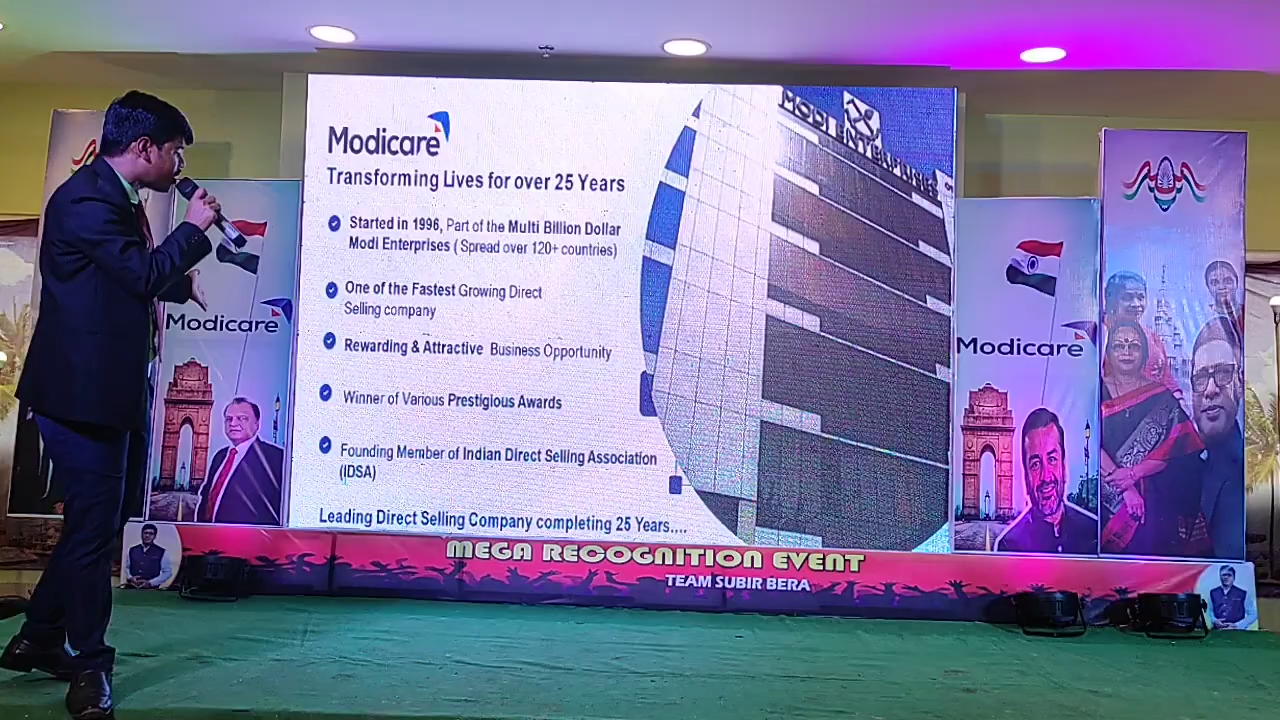 Modicare
Transforming Lives for over 25 Years
Started in 1996, Part of the Multi Billion Dollar
Modi Enterprises ( Spread over 120+ countries)
One of the Fastest Growing Direct
Selling company
Rewarding & Attractive Business Opportunity
Winner of Various Prestigious Awards
Founding Member of Indian Direct Selling Association
(IDSA)
Leading Direct Selling Company completing 25 Years....
MODI ENTERPRISES
Modicare
Modicare
MEGA RECOGNITION EVENT
TEAM SUBIR BERA